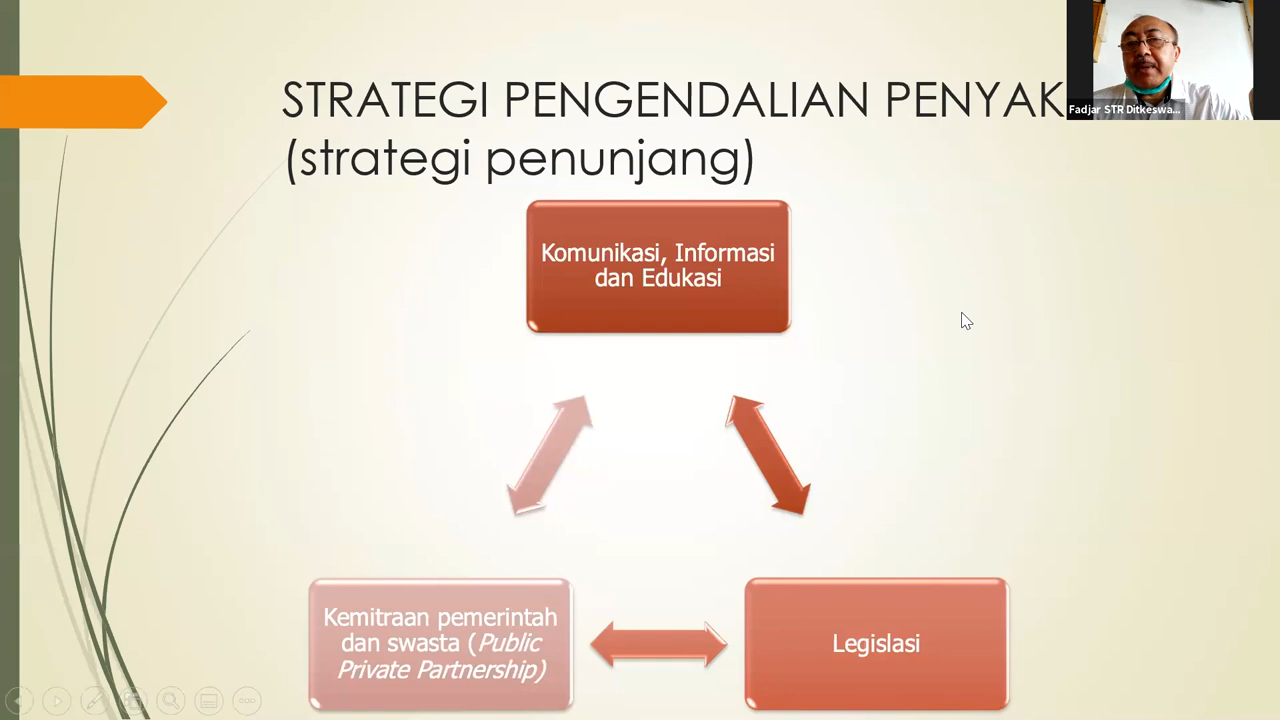 STRATEGI PENGENDALIAN PENYAK
(strategi penunjang)
Fadjar STR Ditkeswa...
Komunikasi, Informasi
dan Edukasi
Kemitraan pemerintah
dan swasta (Public
Private Partnership)
Legislasi